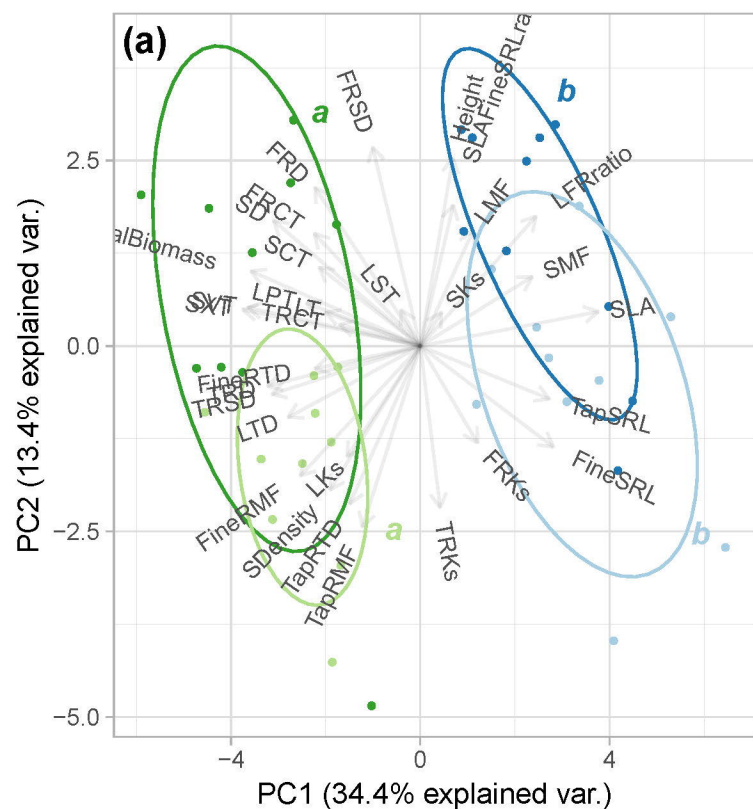 (a)
FRSD
Height
SLAFineSRLra
b
a
FRD
LFRratio
FRCT
SD
LMF
alBiomass
SCT
LST
SKs
SMF
SVT
LPTLT
TRCT
SLA
FineRTD
TRSD
LTD
TapSRL
LKs
FRKs
FineSRL
FineRMF
SDensity
TapRTD
TapRMF
a
TRKs
b
2.5
0.0
−2.5
−5.0
−4
0
4
PC2 (13.4% explained var.)
PC1 (34.4% explained var.)